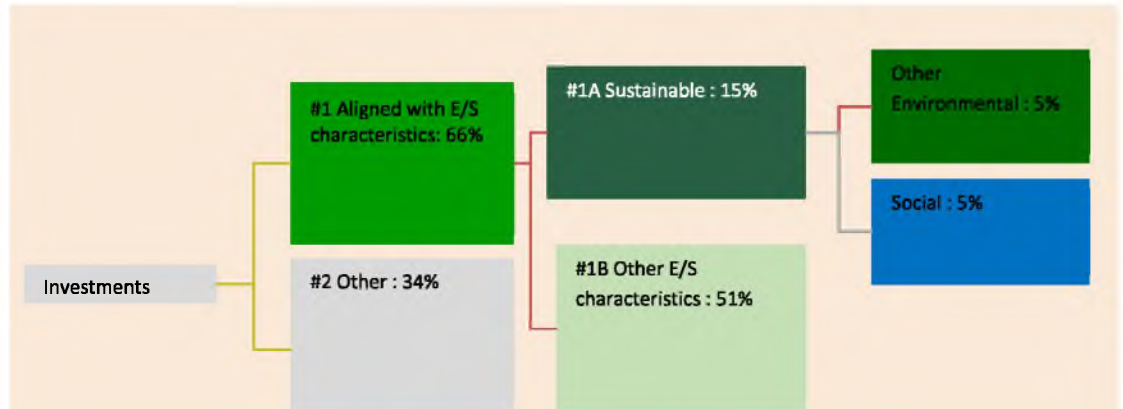 Investments
#1 Aligned with E/S
characteristics: 66%
#2 Other : 34%
#1A Sustainable : 15%
#1B Other E/S
characteristics : 51%
Other
Environmental : 5%
Social : 5%